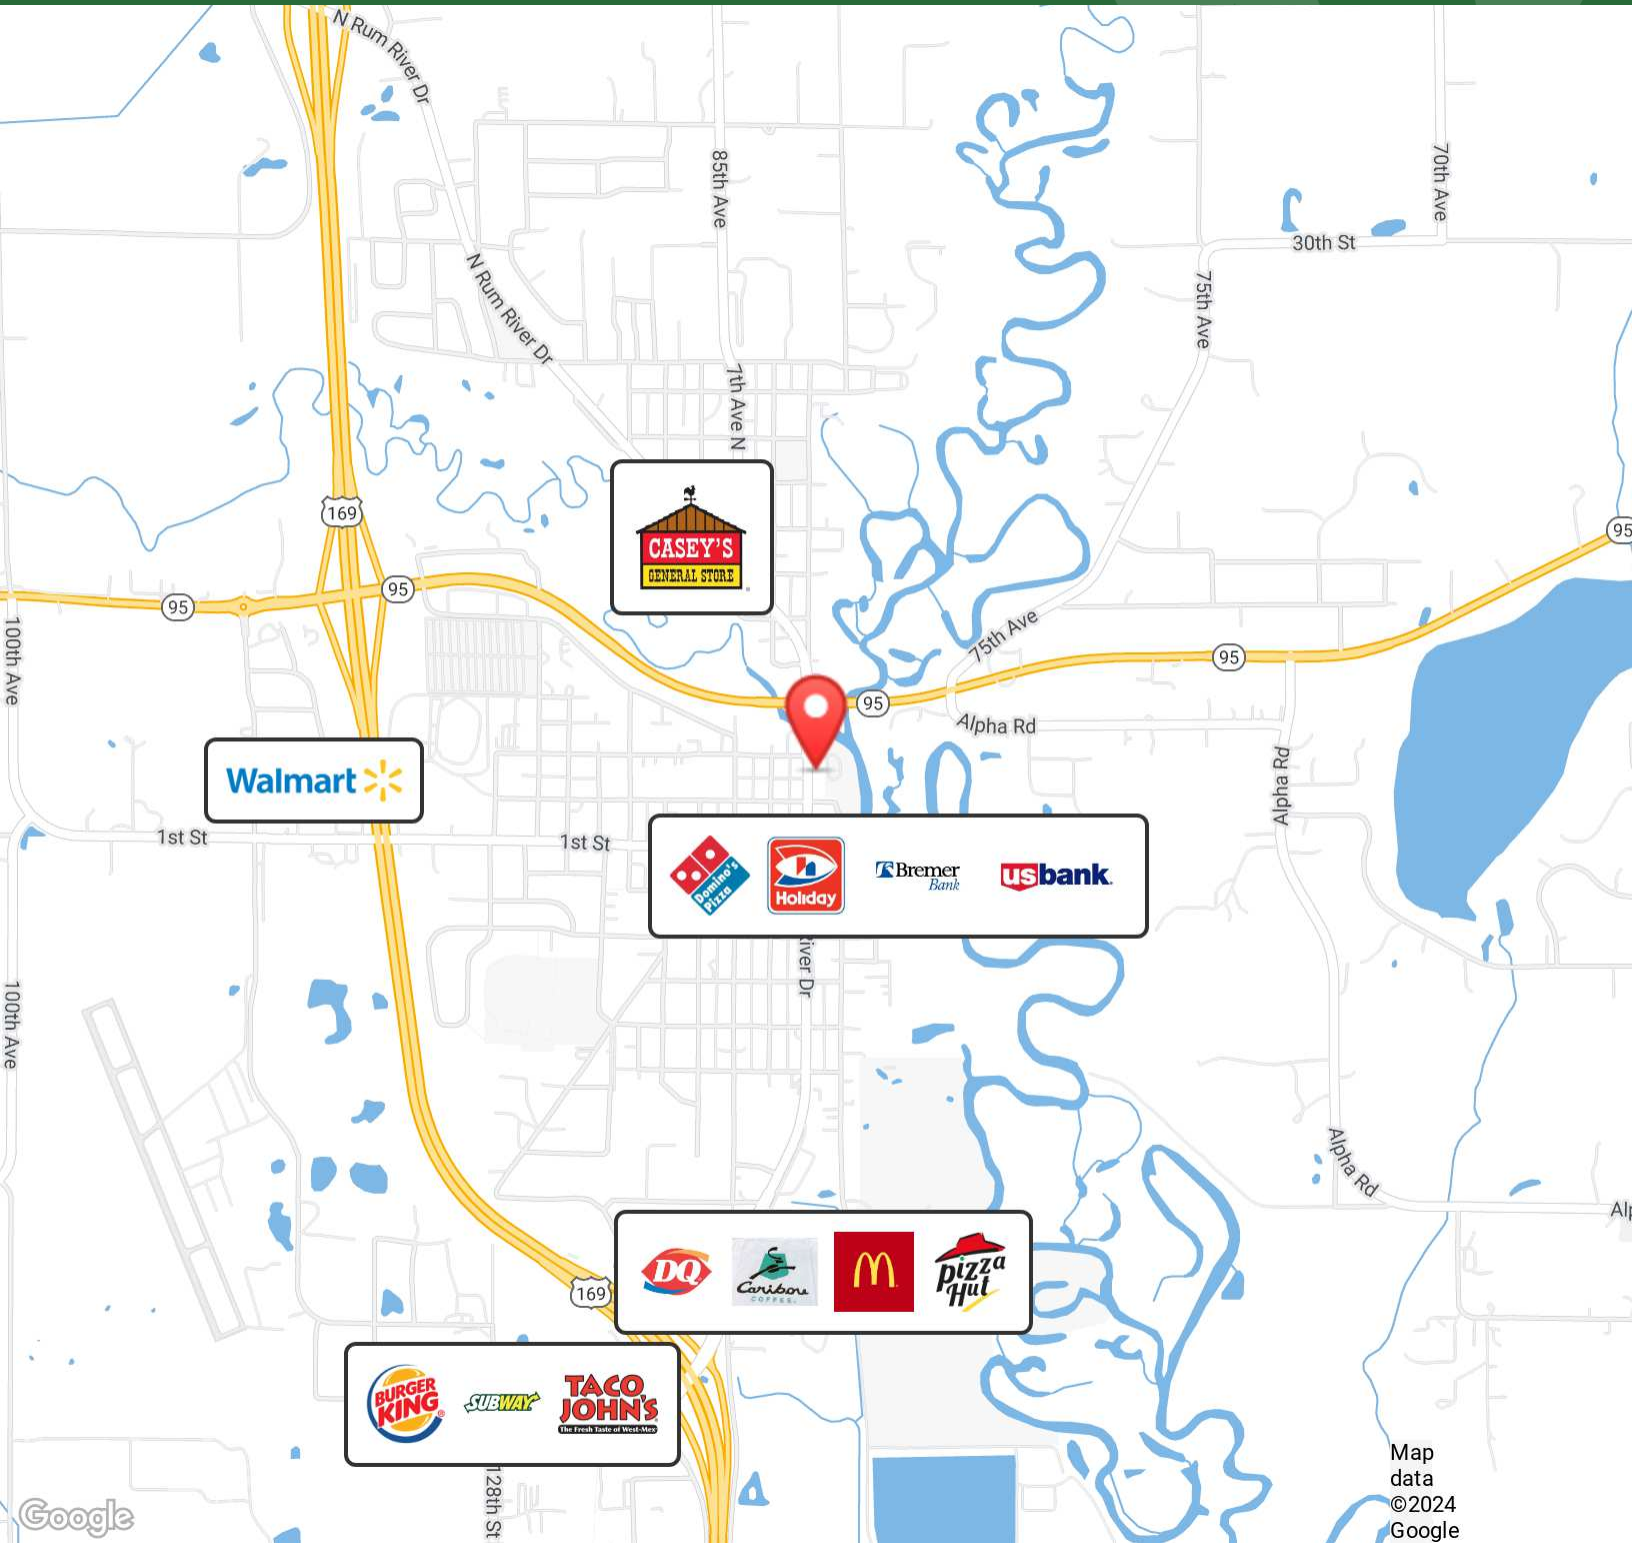 N Rum River Dr
85th Ave
70th Ave
30th St
75th Ave
N Rum River Dr
7th Ave N
169
CASEY'S
GENERAL STORE
95
95
95
95
95
100th Ave
75th Ave
Alpha Rd
Alpha Rd
Walmart
1st St
1st St
Domino's
Pizza
Holiday
Bremer
Bank
usbank.
River Dr
100th Ave
Alpha Rd
Alp
DQ
Caribou
COFFEE
M
Pizza
Hut
169
BURGER
KING
SUBWAY
TACO
JOHN'S
The Fresh Taste of West-Mex
128th St
Map
data
©2024
Google
Google